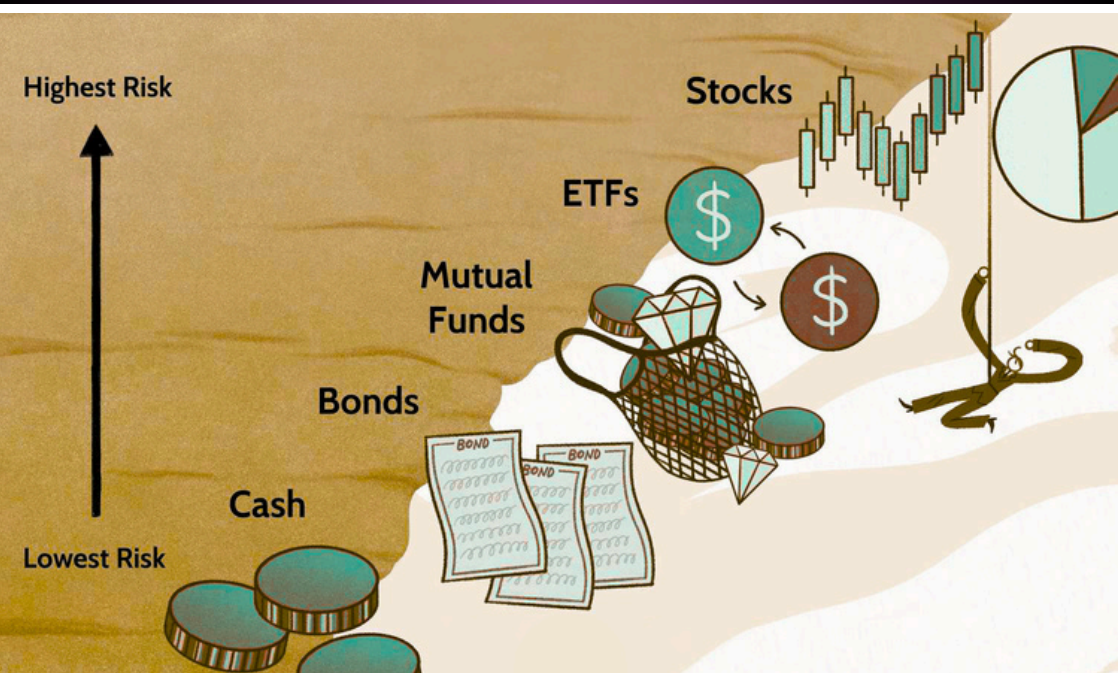 Highest Risk
Stocks
ETFs
$
$
Mutual
Funds
Bonds
BOND
BOND
BOND
Cash
Lowest Risk